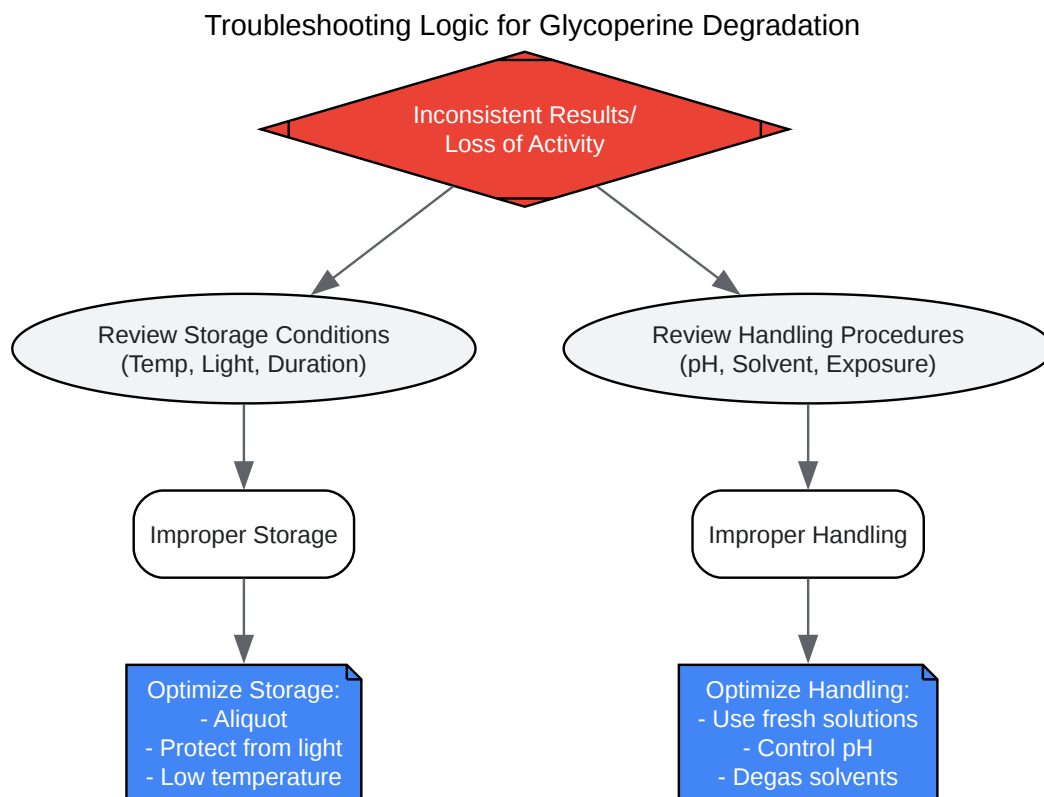 Troubleshooting Logic for Glycoperine Degradation
Inconsistent Results/
Loss of Activity
Review Storage Conditions
(Temp, Light, Duration)
Review Handling Procedures
(pH, Solvent, Exposure)
Improper Storage
Improper Handling
Optimize Storage:
- Aliquot
- Protect from light
- Low temperature
Optimize Handling:
- Use fresh solutions
- Control pH
- Degas solvents